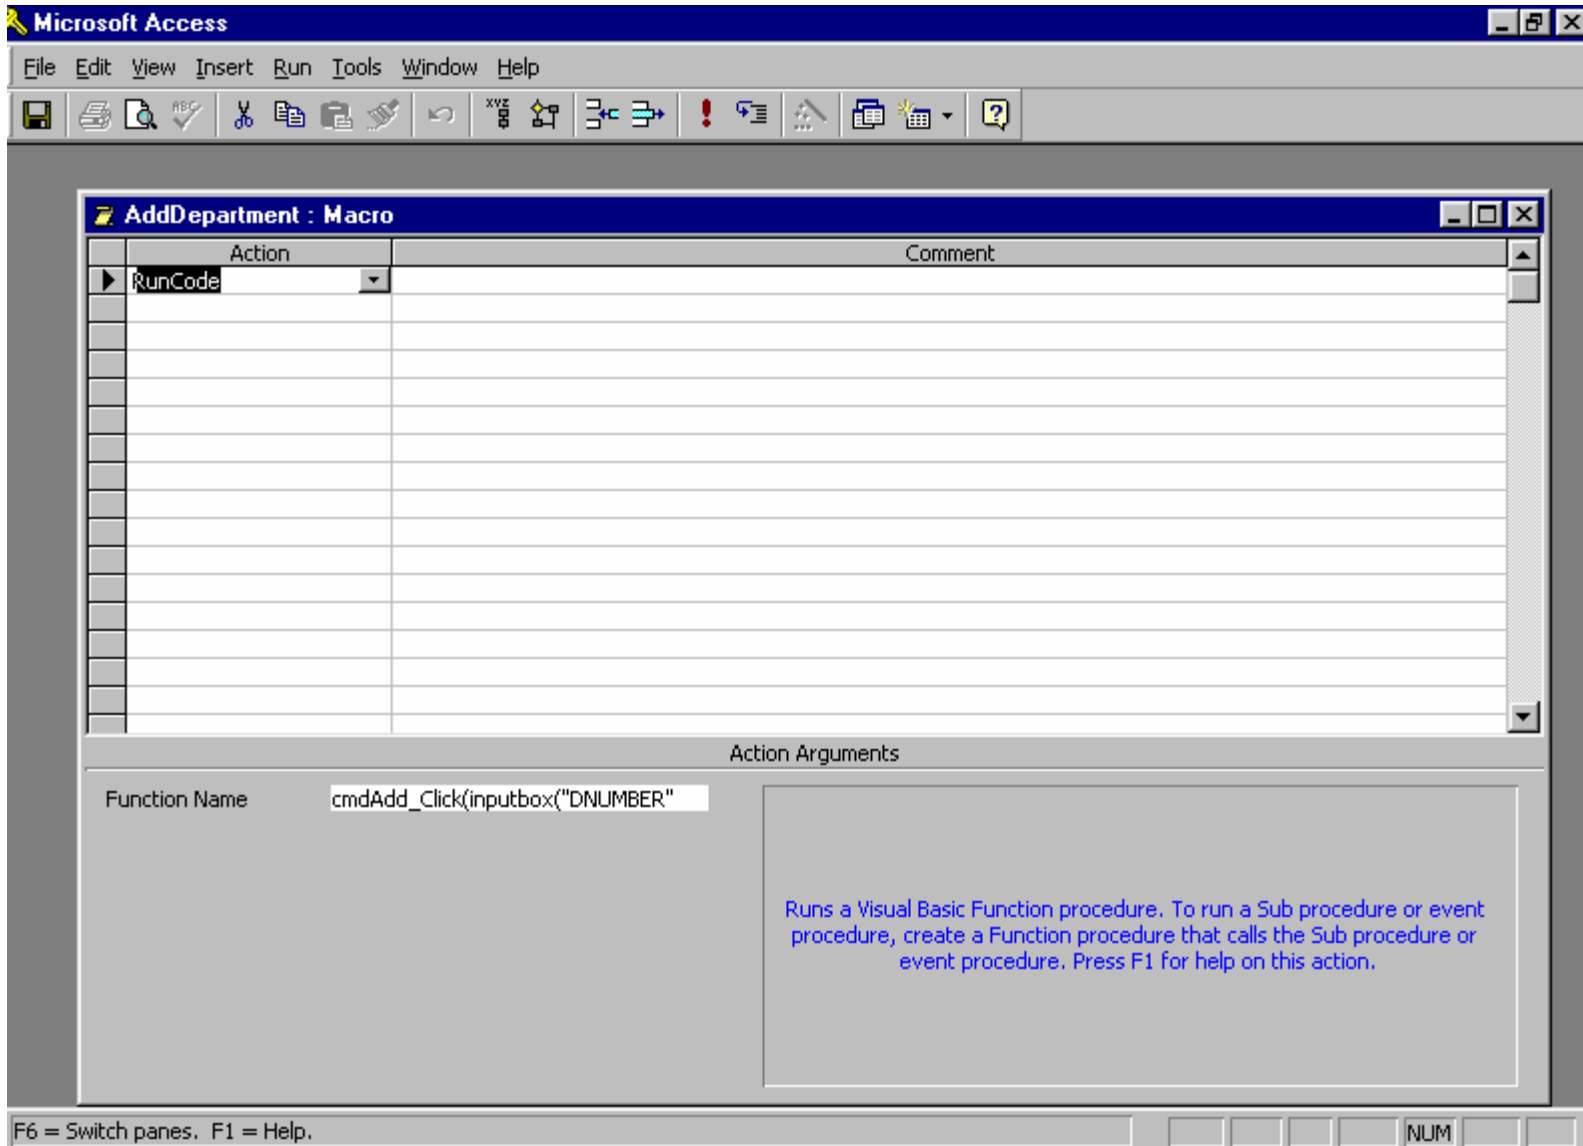 Microsoft Access
File Edit View Insert Run Tools Window Help
ABC
XYZ
AddDepartment : Macro
Action Comment
RunCode
Action Arguments
Function Name cmdAdd_Click(inputbox("DNUMBER"
Runs a Visual Basic Function procedure. To run a Sub procedure or event
procedure, create a Function procedure that calls the Sub procedure or
event procedure. Press F1 for help on this action.
F6 = Switch panes. F1 = Help. NUM